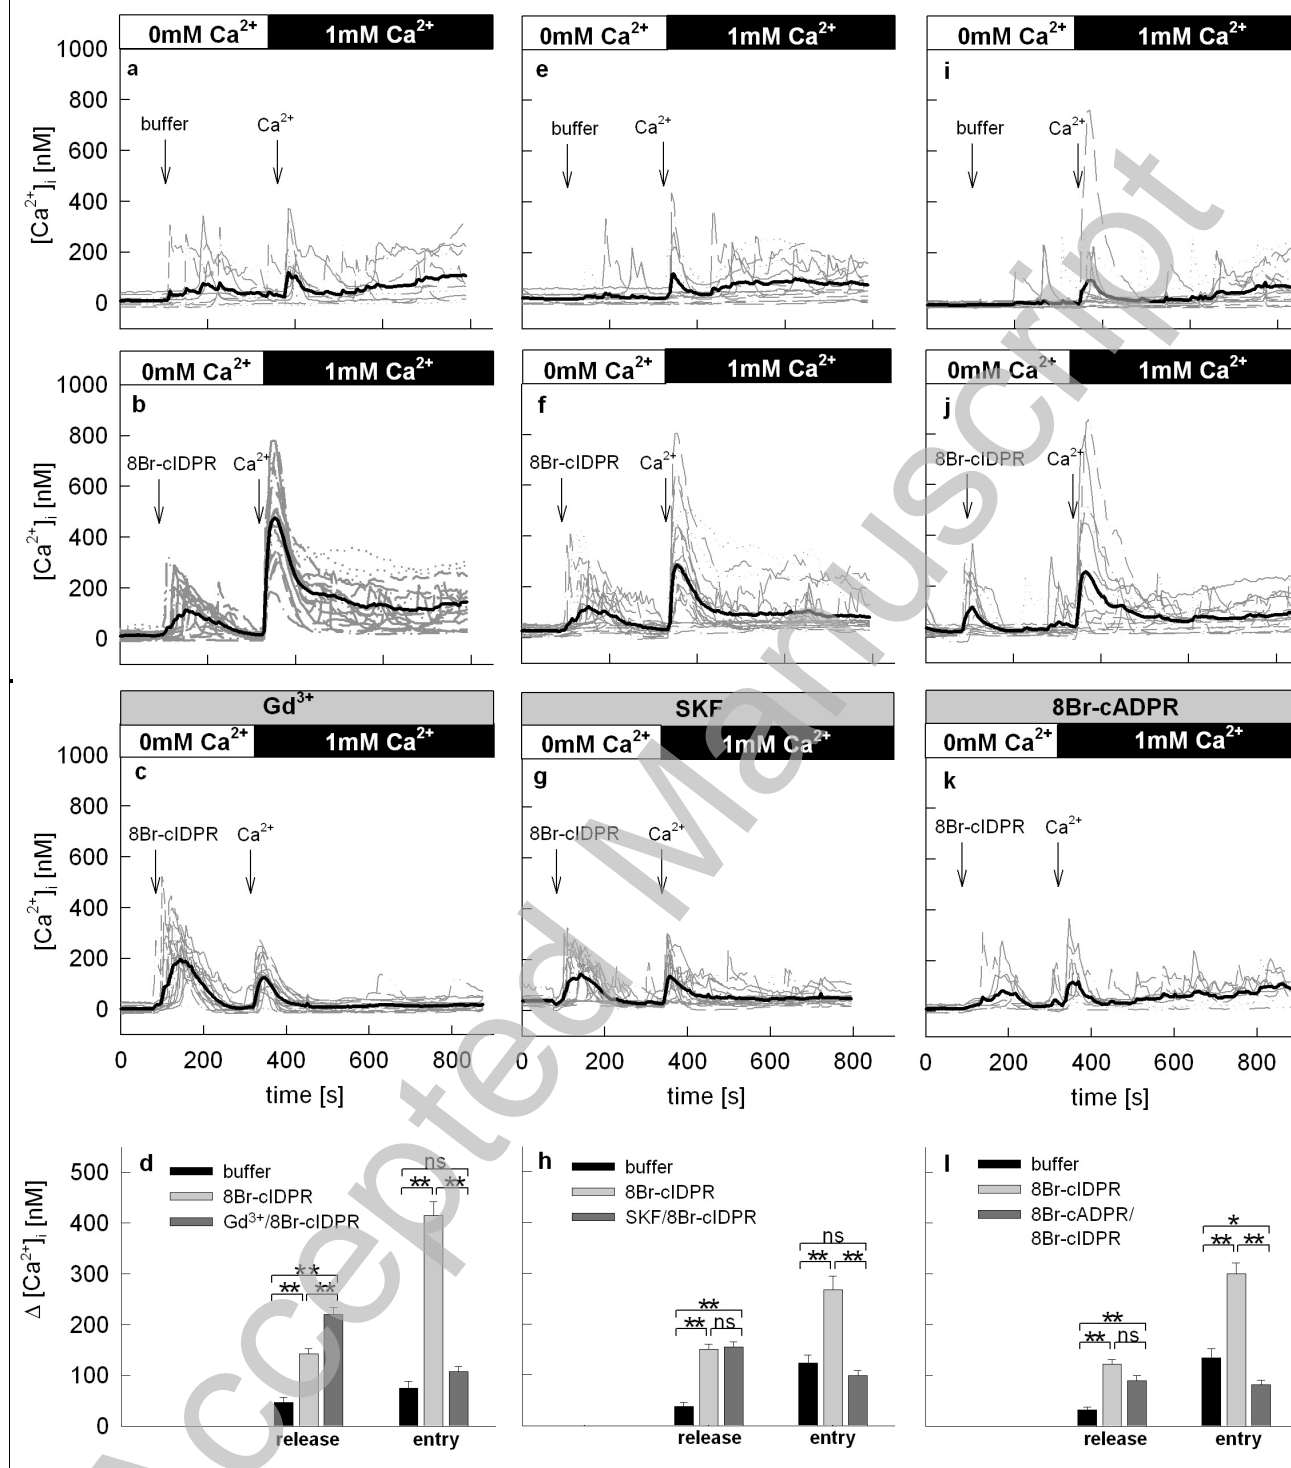 0mM Ca²⁺ 1mM Ca²⁺ 0mM Ca²⁺ 1mM Ca²⁺ 0mM Ca²⁺ 1mM Ca²⁺
1000
a e i
800
buffer Ca²⁺ buffer Ca²⁺ buffer Ca²⁺
600
400
200
0
[Ca²⁺]i [nM]
0mM Ca²⁺ 1mM Ca²⁺ 0mM Ca²⁺ 1mM Ca²⁺ 0mM Ca²⁺ 1mM Ca²⁺
1000
b f j
800
8Br-cIDPR Ca²⁺ 8Br-cIDPR Ca²⁺ 8Br-cIDPR Ca²⁺
600
400
200
0
[Ca²⁺]i [nM]
Gd³⁺ SKF 8Br-cADPR
0mM Ca²⁺ 1mM Ca²⁺ 0mM Ca²⁺ 1mM Ca²⁺ 0mM Ca²⁺ 1mM Ca²⁺
1000
c g k
800
8Br-cIDPR Ca²⁺ 8Br-cIDPR Ca²⁺ 8Br-cIDPR Ca²⁺
600
400
200
0
[Ca²⁺]i [nM]
0 200 400 600 800 0 200 400 600 800 0 200 400 600 800
time [s] time [s] time [s]
d h l
500
400
300
200
100
0
Δ [Ca²⁺]i [nM]
buffer
8Br-cIDPR
Gd³⁺/8Br-cIDPR
** ** **
ns
** **
release entry
buffer
8Br-cIDPR
SKF/8Br-cIDPR
**
** ns
ns
** **
release entry
buffer
8Br-cIDPR
8Br-cADPR/
8Br-cIDPR
**
** ns
*
** **
release entry
Accepted Manuscript